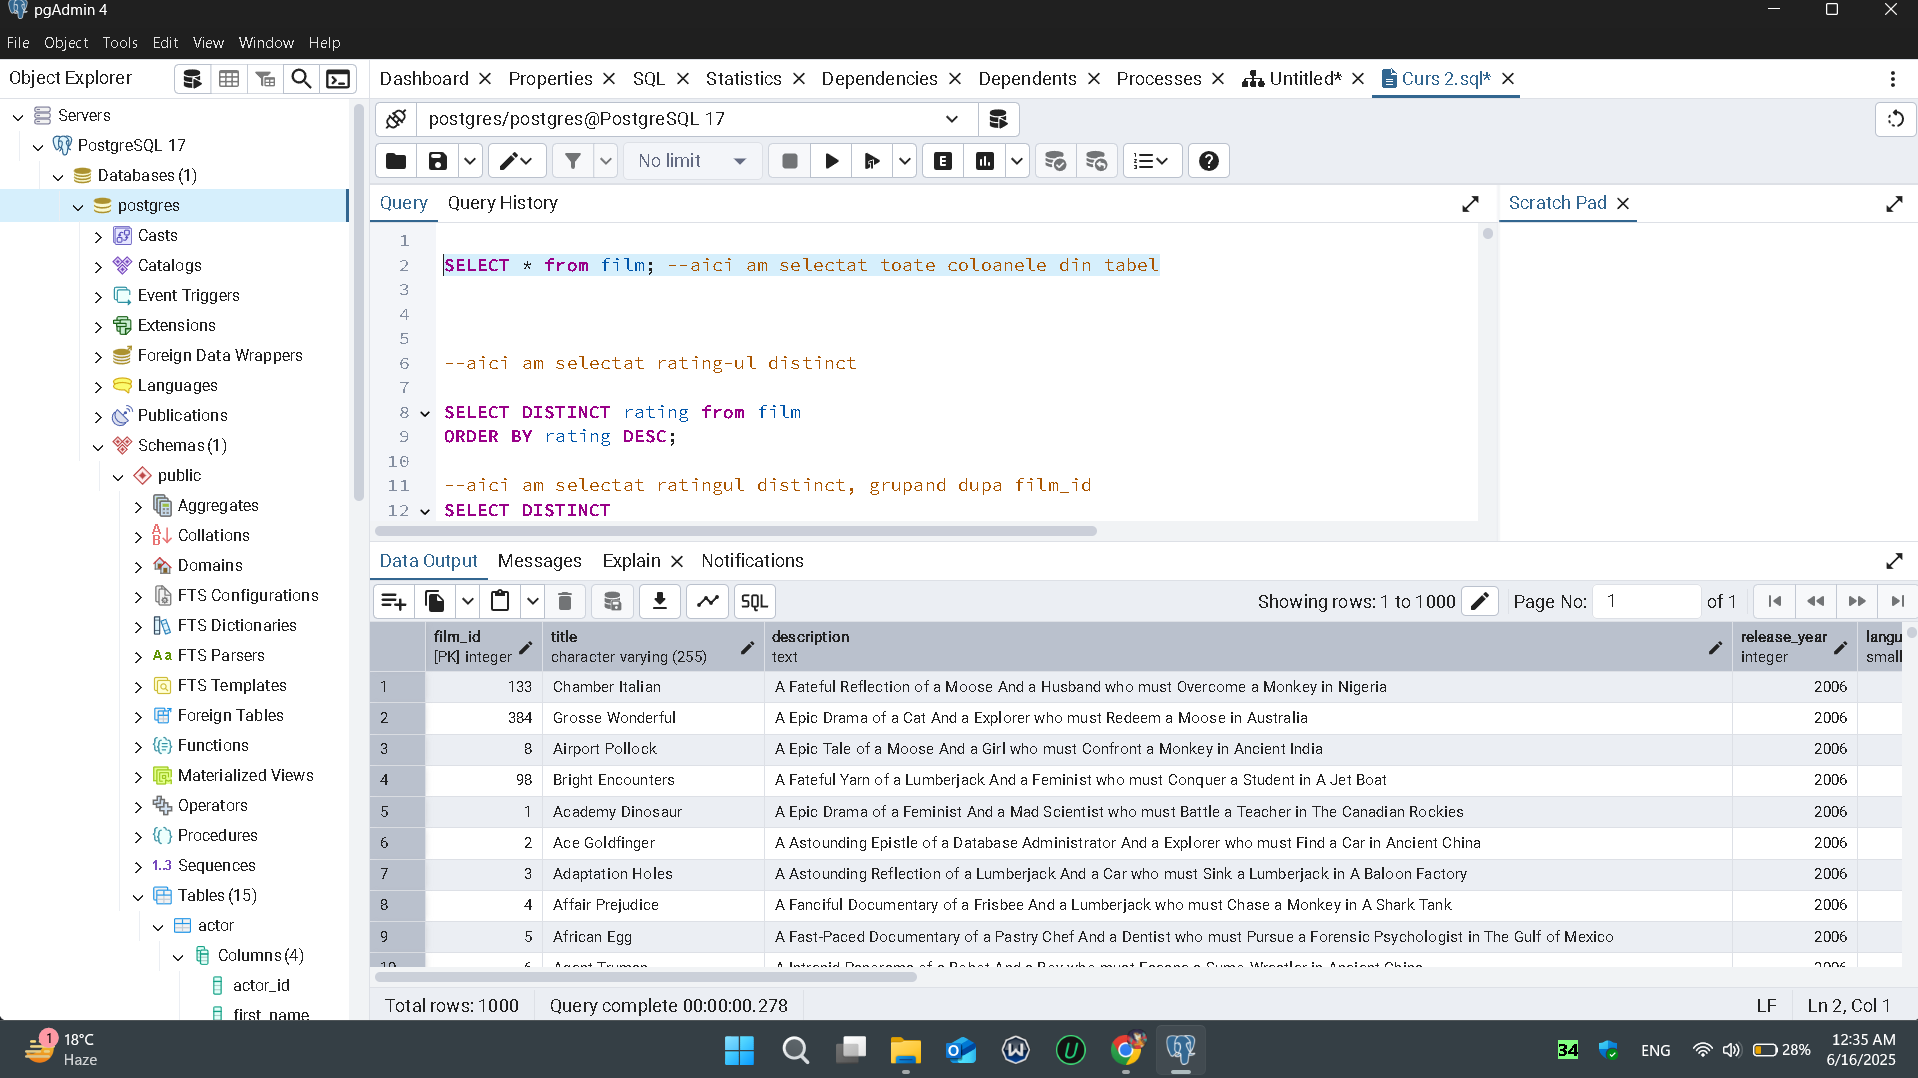 pgAdmin 4
File Object Tools Edit View Window Help
Object Explorer
Dashboard Properties SQL Statistics Dependencies Dependents Processes Untitled* Curs 2.sql*
Servers
PostgreSQL 17
Databases (1)
postgres
Casts
Catalogs
Event Triggers
Extensions
Foreign Data Wrappers
Languages
Publications
Schemas (1)
public
Aggregates
Collations
Domains
FTS Configurations
FTS Dictionaries
FTS Parsers
FTS Templates
Foreign Tables
Functions
Materialized Views
Operators
Procedures
1.3 Sequences
Tables (15)
actor
Columns (4)
actor_id
first_name
postgres/postgres@PostgreSQL 17
No limit
Query Query History
Scratch Pad
1
2 SELECT * from film; --aici am selectat toate coloanele din tabel
3
4
5
6 --aici am selectat rating-ul distinct
7
8 SELECT DISTINCT rating from film
9 ORDER BY rating DESC;
10
11 --aici am selectat ratingul distinct, grupand dupa film_id
12 SELECT DISTINCT
Data Output Messages Explain Notifications
SQL Showing rows: 1 to 1000 Page No: 1 of 1
film_id title description release_year langu
[PK] integer character varying (255) text integer small
1 133 Chamber Italian A Fateful Reflection of a Moose And a Husband who must Overcome a Monkey in Nigeria 2006
2 384 Grosse Wonderful A Epic Drama of a Cat And a Explorer who must Redeem a Moose in Australia 2006
3 8 Airport Pollock A Epic Tale of a Moose And a Girl who must Confront a Monkey in Ancient India 2006
4 98 Bright Encounters A Fateful Yarn of a Lumberjack And a Feminist who must Conquer a Student in A Jet Boat 2006
5 1 Academy Dinosaur A Epic Drama of a Feminist And a Mad Scientist who must Battle a Teacher in The Canadian Rockies 2006
6 2 Ace Goldfinger A Astounding Epistle of a Database Administrator And a Explorer who must Find a Car in Ancient China 2006
7 3 Adaptation Holes A Astounding Reflection of a Lumberjack And a Car who must Sink a Lumberjack in A Baloon Factory 2006
8 4 Affair Prejudice A Fanciful Documentary of a Frisbee And a Lumberjack who must Chase a Monkey in A Shark Tank 2006
9 5 African Egg A Fast-Paced Documentary of a Pastry Chef And a Dentist who must Pursue a Forensic Psychologist in The Gulf of Mexico 2006
10 6 Agent Truman A Intrepid Panorama of a Robot And a Boy who must Escape a Sumo Wrestler in Ancient China 2006
Total rows: 1000 Query complete 00:00:00.278 LF Ln 2, Col 1
1 18°C
Haze
34 ENG 28% 12:35 AM
6/16/2025